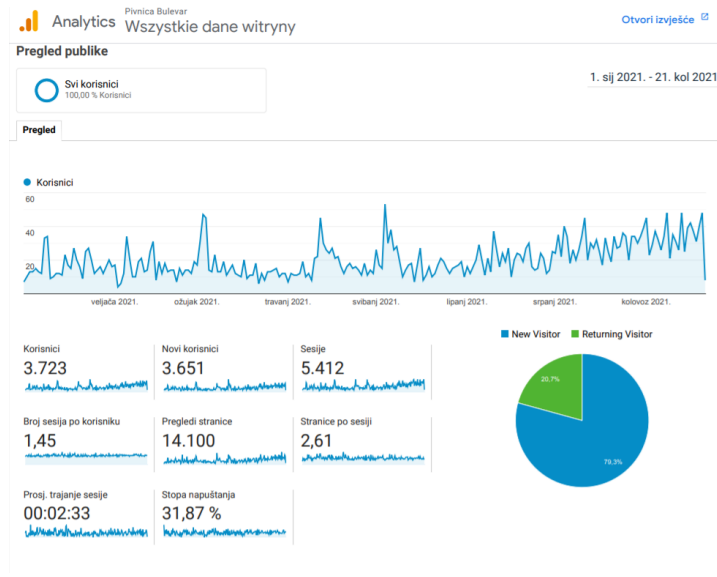 Analytics
Pivnica Bulevar
Wszystkie dane witryny
Otvori izvješće
Pregled publike
Svi korisnici
100,00 % Korisnici
1. sij 2021. - 21. kol 2021
Pregled
Korisnici
60
40
20
veljača 2021.
ožujak 2021.
travanj 2021.
svibanj 2021.
lipanj 2021.
srpanj 2021.
kolovoz 2021.
New Visitor
Returning Visitor
Korisnici
3.723
Novi korisnici
3.651
Sesije
5.412
Broj sesija po korisniku
1,45
Pregledi stranice
14.100
Stranice po sesiji
2,61
Prosj. trajanje sesije
00:02:33
Stopa napuštanja
31,87 %
20,7%
79,3%